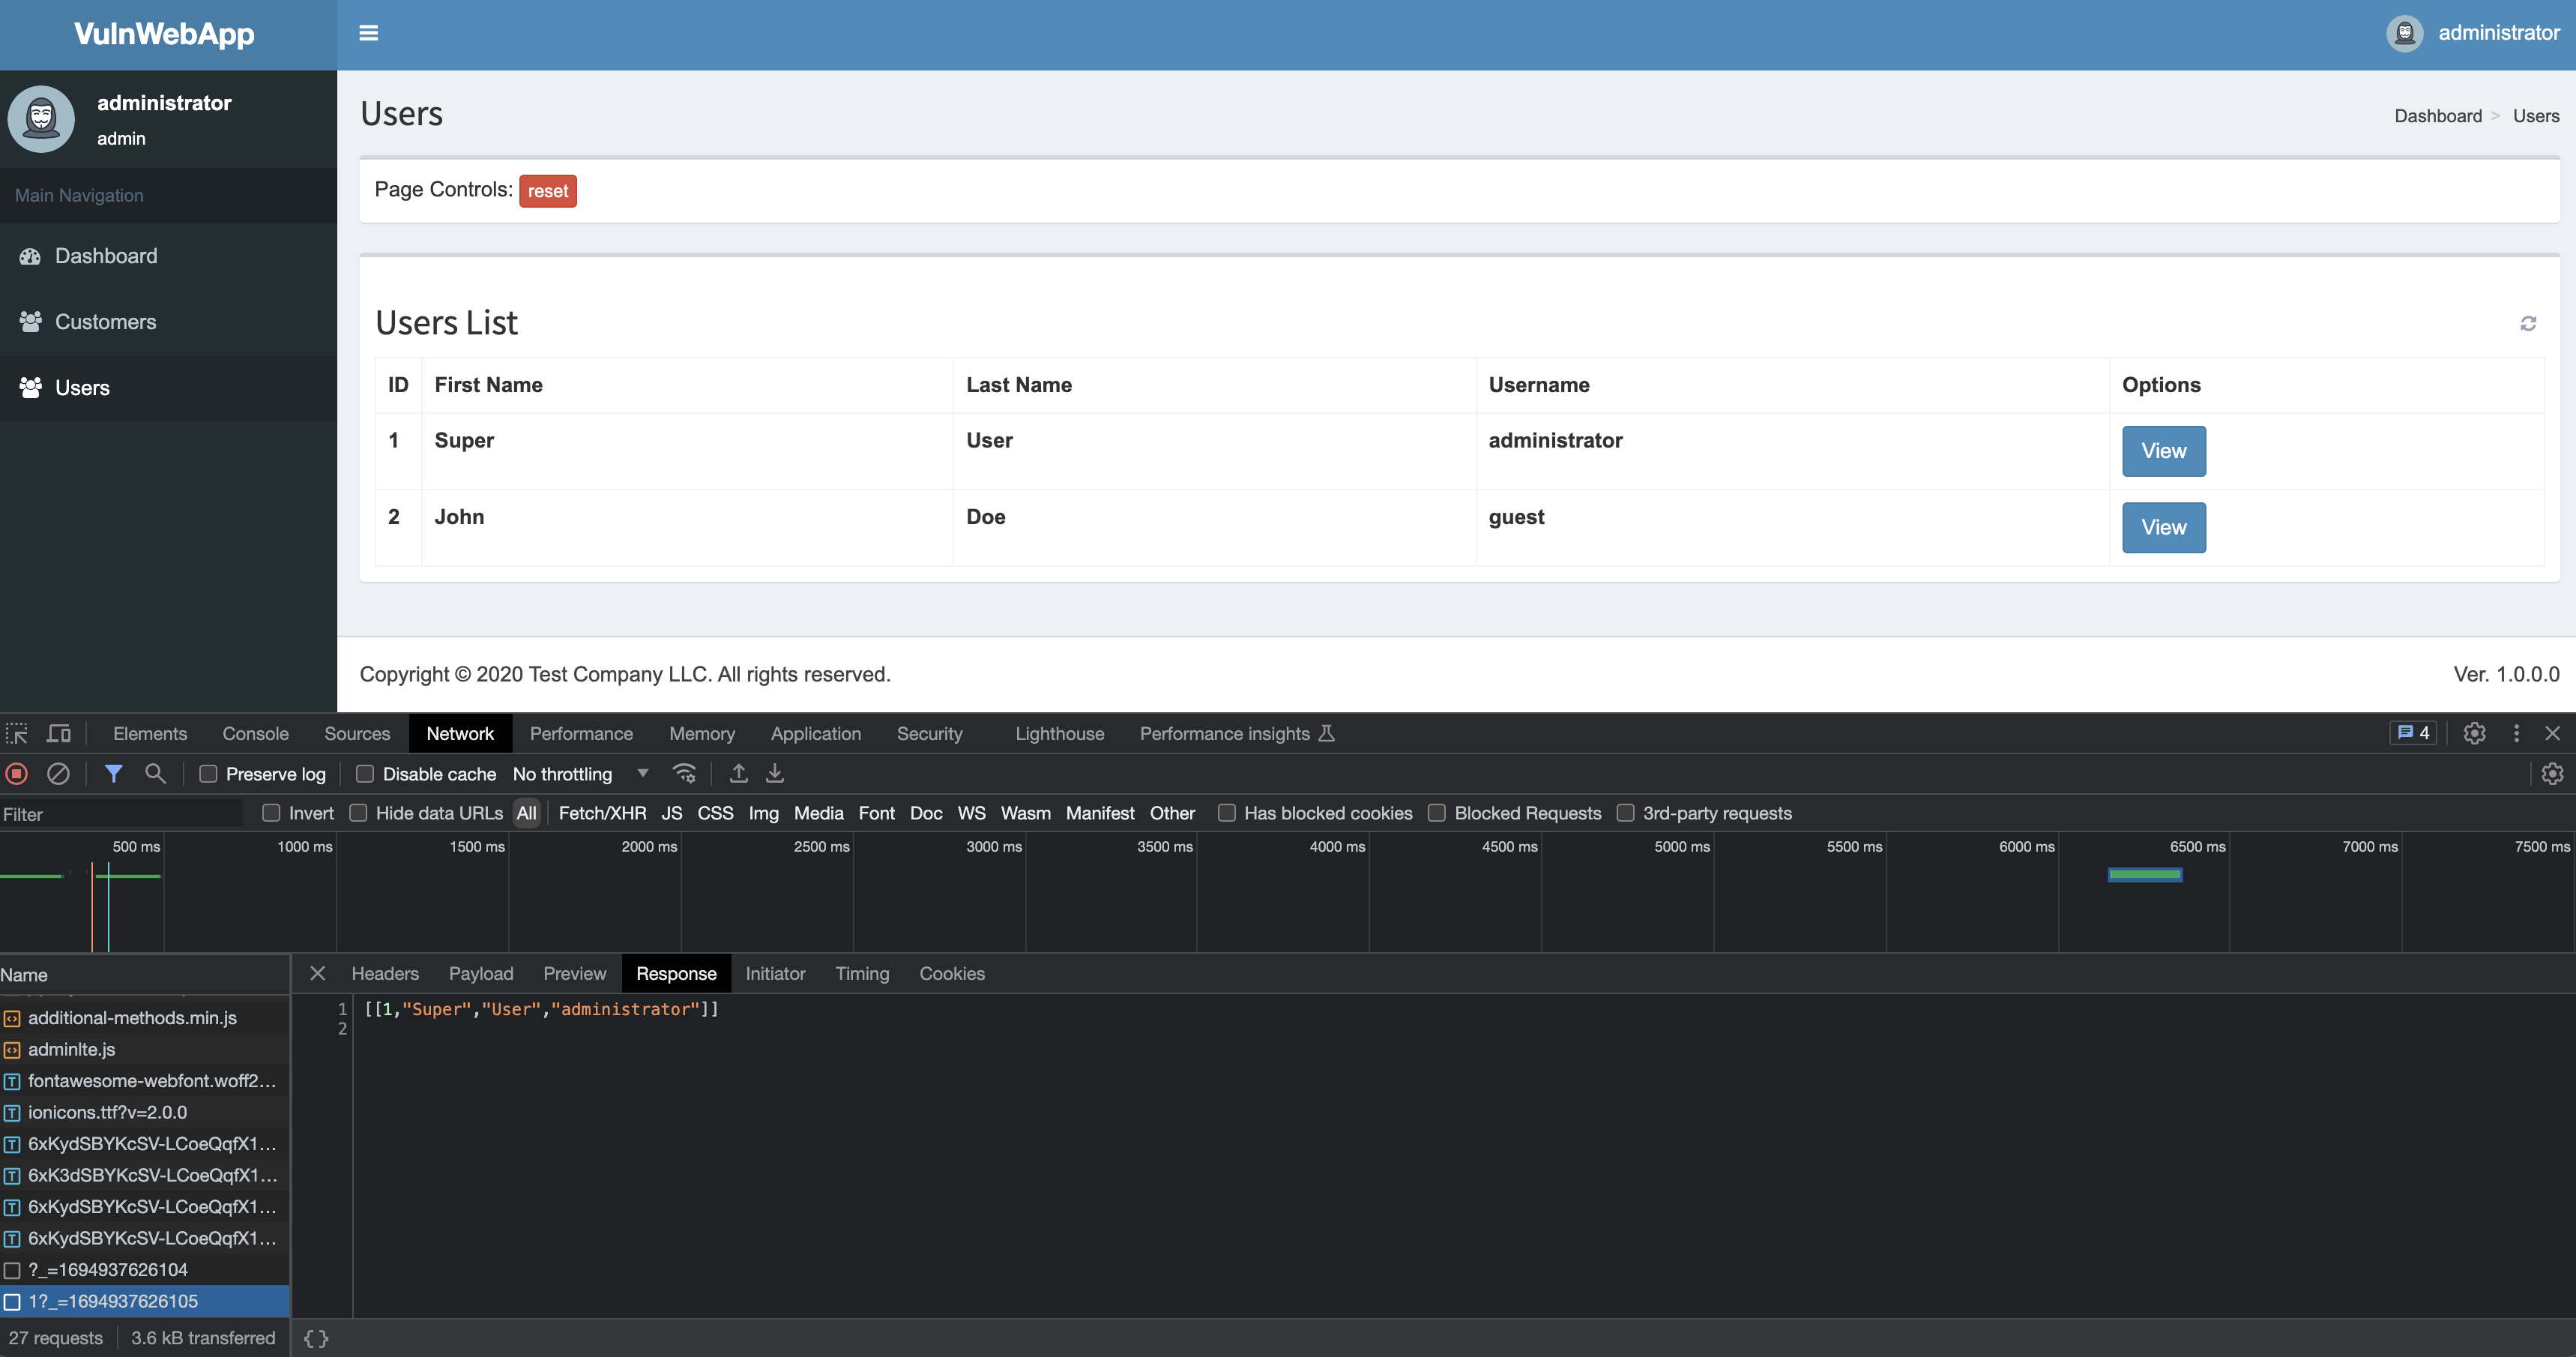 VulnWebApp
administrator
administrator
admin
Main Navigation
Dashboard
Customers
Users
Users
Dashboard > Users
Page Controls: reset
Users List
ID First Name Last Name Username Options
1 Super User administrator View
2 John Doe guest View
Copyright © 2020 Test Company LLC. All rights reserved.
Ver. 1.0.0.0
Elements Console Sources Network Performance Memory Application Security Lighthouse Performance insights 4
Preserve log Disable cache No throttling
Filter Invert Hide data URLs All Fetch/XHR JS CSS Img Media Font Doc WS Wasm Manifest Other Has blocked cookies Blocked Requests 3rd-party requests
500 ms 1000 ms 1500 ms 2000 ms 2500 ms 3000 ms 3500 ms 4000 ms 4500 ms 5000 ms 5500 ms 6000 ms 6500 ms 7000 ms 7500 ms
Name
additional-methods.min.js
adminlte.js
fontawesome-webfont.woff2...
ionicons.ttf?v=2.0.0
6xKydSBYKcSV-LCoeQqfX1...
6xK3dSBYKcSV-LCoeQqfX1...
6xKydSBYKcSV-LCoeQqfX1...
6xKydSBYKcSV-LCoeQqfX1...
?_=1694937626104
1?_=1694937626105
27 requests 3.6 kB transferred
Headers Payload Preview Response Initiator Timing Cookies
1 [[1,"Super","User","administrator"]]
2
{ }